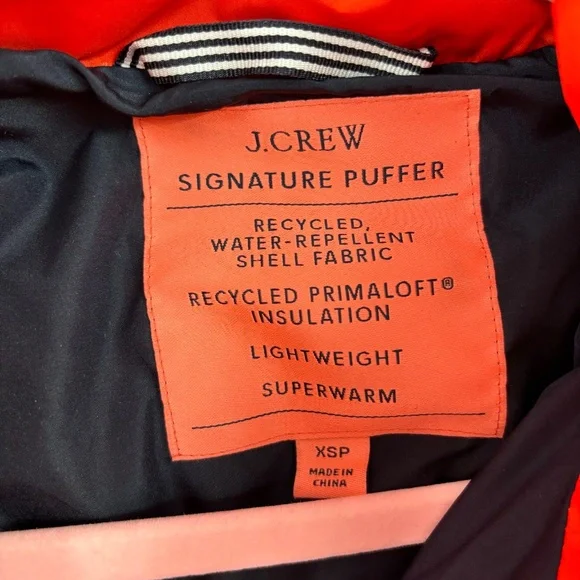 J.CREW
SIGNATURE PUFFER
RECYCLED,
WATER-REPELLENT
SHELL FABRIC
RECYCLED PRIMALOFT®
INSULATION
LIGHTWEIGHT
SUPERWARM
XSP
MADE IN
CHINA